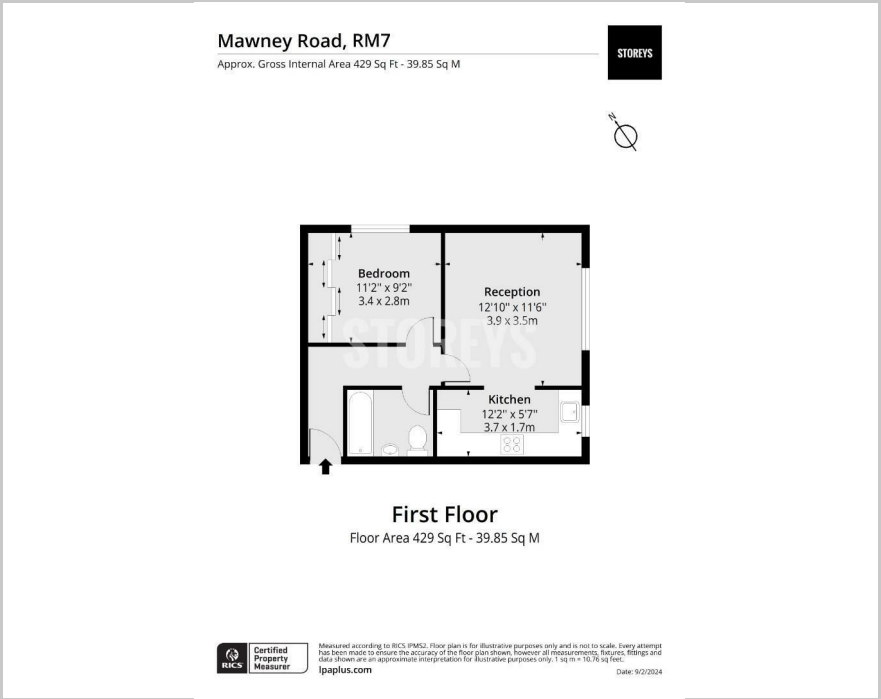 Mawney Road, RM7
Approx. Gross Internal Area 429 Sq Ft - 39.85 Sq M
STOREYS
N
Bedroom
11'2" x 9'2"
3.4 x 2.8m
Reception
12'10" x 11'6"
3.9 x 3.5m
STOREYS
Kitchen
12'2" x 5'7"
3.7 x 1.7m
First Floor
Floor Area 429 Sq Ft - 39.85 Sq M
RICS
Certified
Property
Measurer
Measured according to RICS IPMS2. Floor plan is for illustrative purposes only and is not to scale. Every attempt
has been made to ensure the accuracy of the floor plan shown, however all measurements, fixtures, fittings and
data shown are an approximate interpretation for illustrative purposes only. 1 sq m = 10.76 sq feet.
lpaplus.com
Date: 9/2/2024